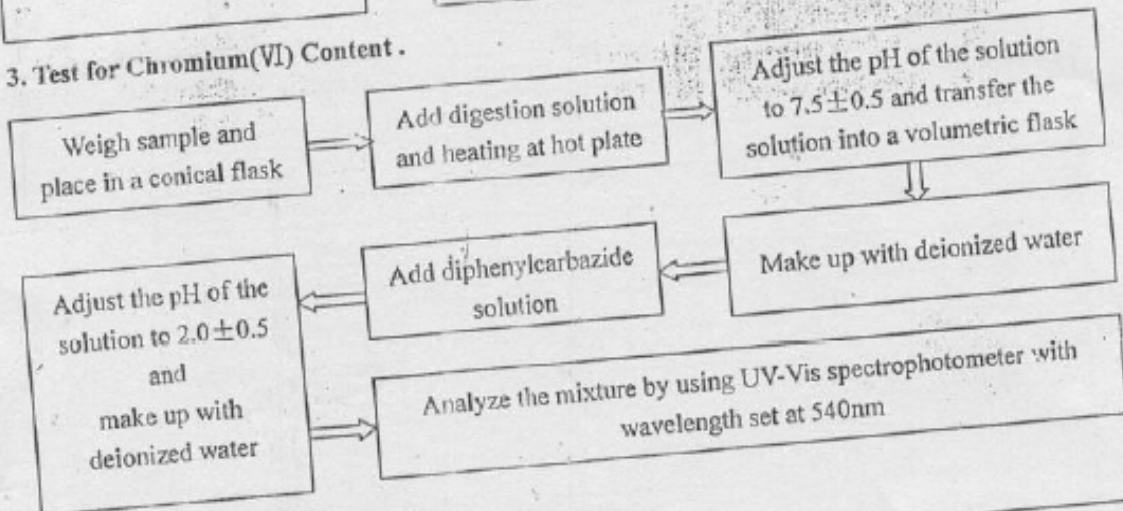 3. Test for Chromium(VI) Content .
Weigh sample and
place in a conical flask
Add digestion solution
and heating at hot plate
Adjust the pH of the solution
to 7.5±0.5 and transfer the
solution into a volumetric flask
Make up with deionized water
Add diphenylcarbazide
solution
Adjust the pH of the
solution to 2.0±0.5
and
make up with
deionized water
Analyze the mixture by using UV-Vis spectrophotometer with
wavelength set at 540nm